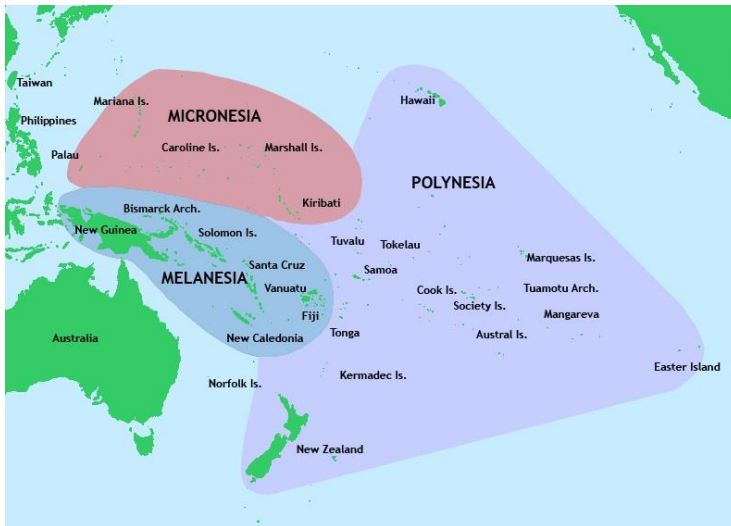 Taiwan
Mariana Is.
Hawaii
MICRONESIA
Philippines
Palau
Caroline Is.
Marshall Is.
POLYNESIA
Bismarck Arch.
Kiribati
New Guinea
Solomon Is.
Tuvalu
Tokelau
Santa Cruz
Samoa
Marquesas Is.
MELANESIA
Vanuatu
Cook Is.
Tuamotu Arch.
Society Is.
Fiji
Mangareva
Australia
New Caledonia
Tonga
Austral Is.
Easter Island
Norfolk Is.
Kermadec Is.
New Zealand